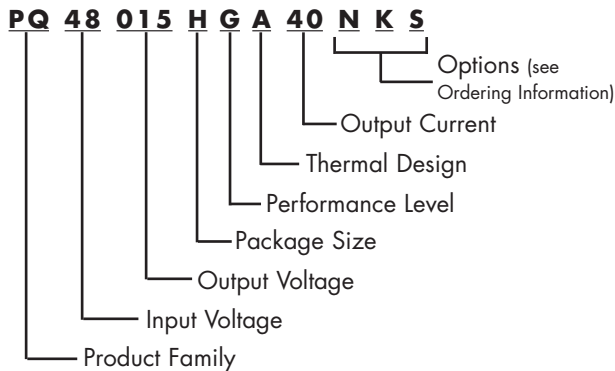 PQ 48 015 H G A 40 N K S
Options (see
Ordering Information)
Output Current
Thermal Design
Performance Level
Package Size
Output Voltage
Input Voltage
Product Family